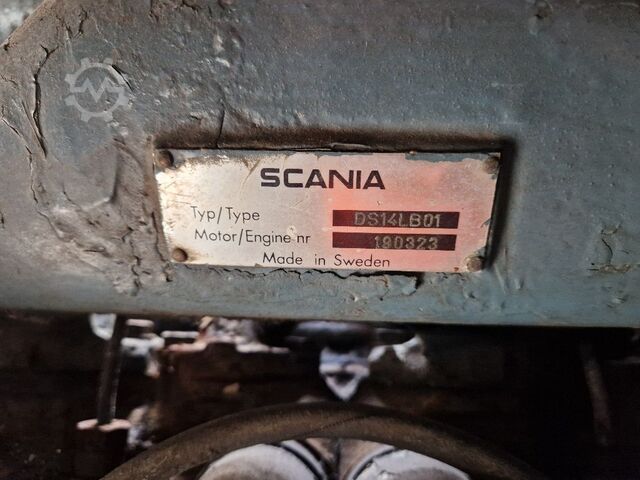 SCANIA
Typ/Type DS14LB01
Motor/Engine nr 190323
Made in Sweden